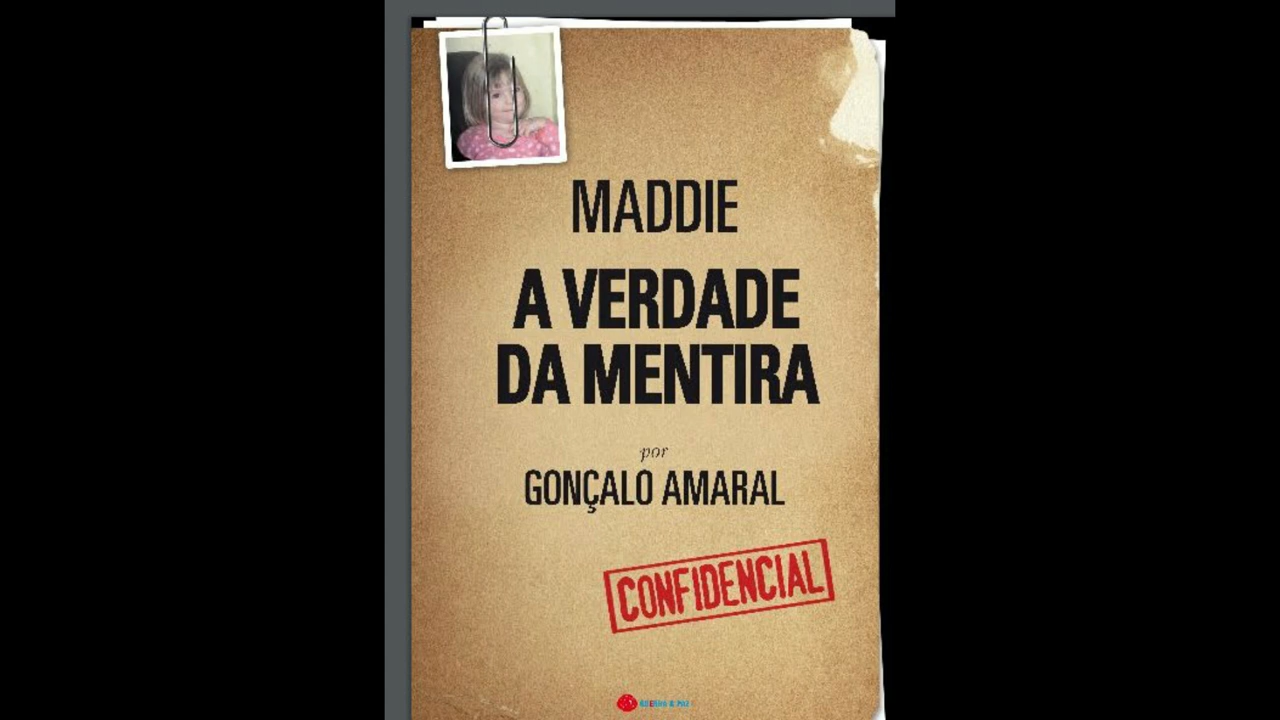 MADDIE
A VERDADE
DA MENTIRA
por
GONÇALO AMARAL
CONFIDENCIAL